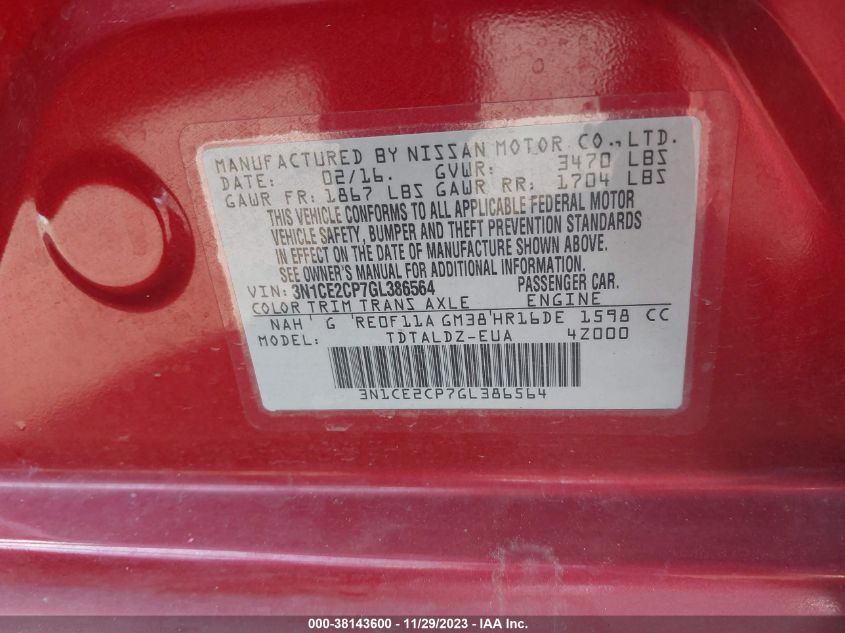 MANUFACTURED BY NISSAN MOTOR CO.,LTD.
DATE: 02/16. GVWR: 3470 LBS
GAWR FR: 1867 LBS GAWR RR: 1704 LBS
THIS VEHICLE CONFORMS TO ALL APPLICABLE FEDERAL MOTOR
VEHICLE SAFETY, BUMPER AND THEFT PREVENTION STANDARDS
IN EFFECT ON THE DATE OF MANUFACTURE SHOWN ABOVE.
SEE OWNER'S MANUAL FOR ADDITIONAL INFORMATION.
VIN: 3N1CE2CP7GL386564 PASSENGER CAR.
COLOR TRIM TRANS AXLE ENGINE
NAH' G 'RE0F11A GM38'HR16DE 1598 CC
MODEL: TDTALDZ-EUA 4Z000
3N1CE2CP7GL386564
000-38143600 - 11/29/2023 - IAA Inc.